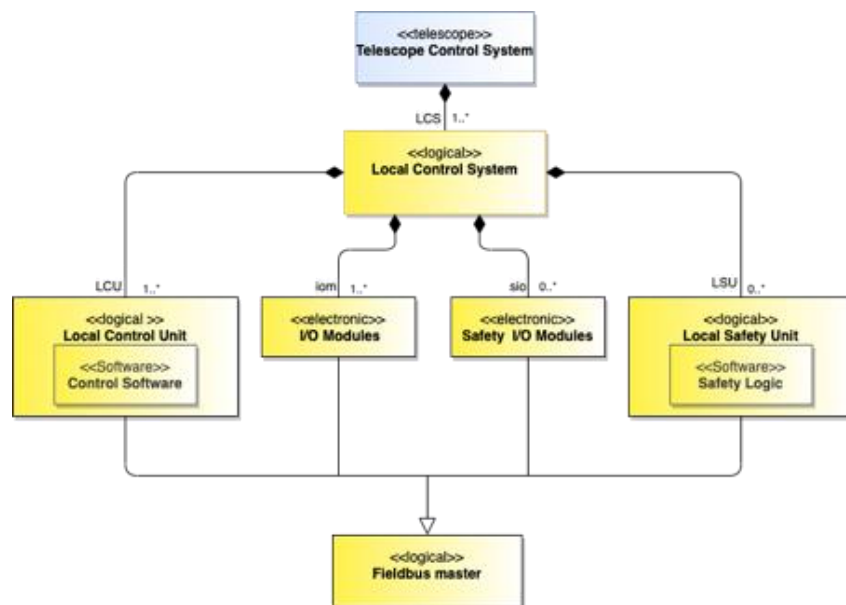 <<telescope>>
Telescope Control System
LCS
1..*
<<logical>>
Local Control System
LCU
1..*
iom
1..*
sio
0..*
LSU
0..*
<<logical >>
Local Control Unit
<<Software>>
Control Software
<<electronic>>
I/O Modules
<<electronic>>
Safety I/O Modules
<<logical>>
Local Safety Unit
<<Software>>
Safety Logic
<<logical>>
Fieldbus master